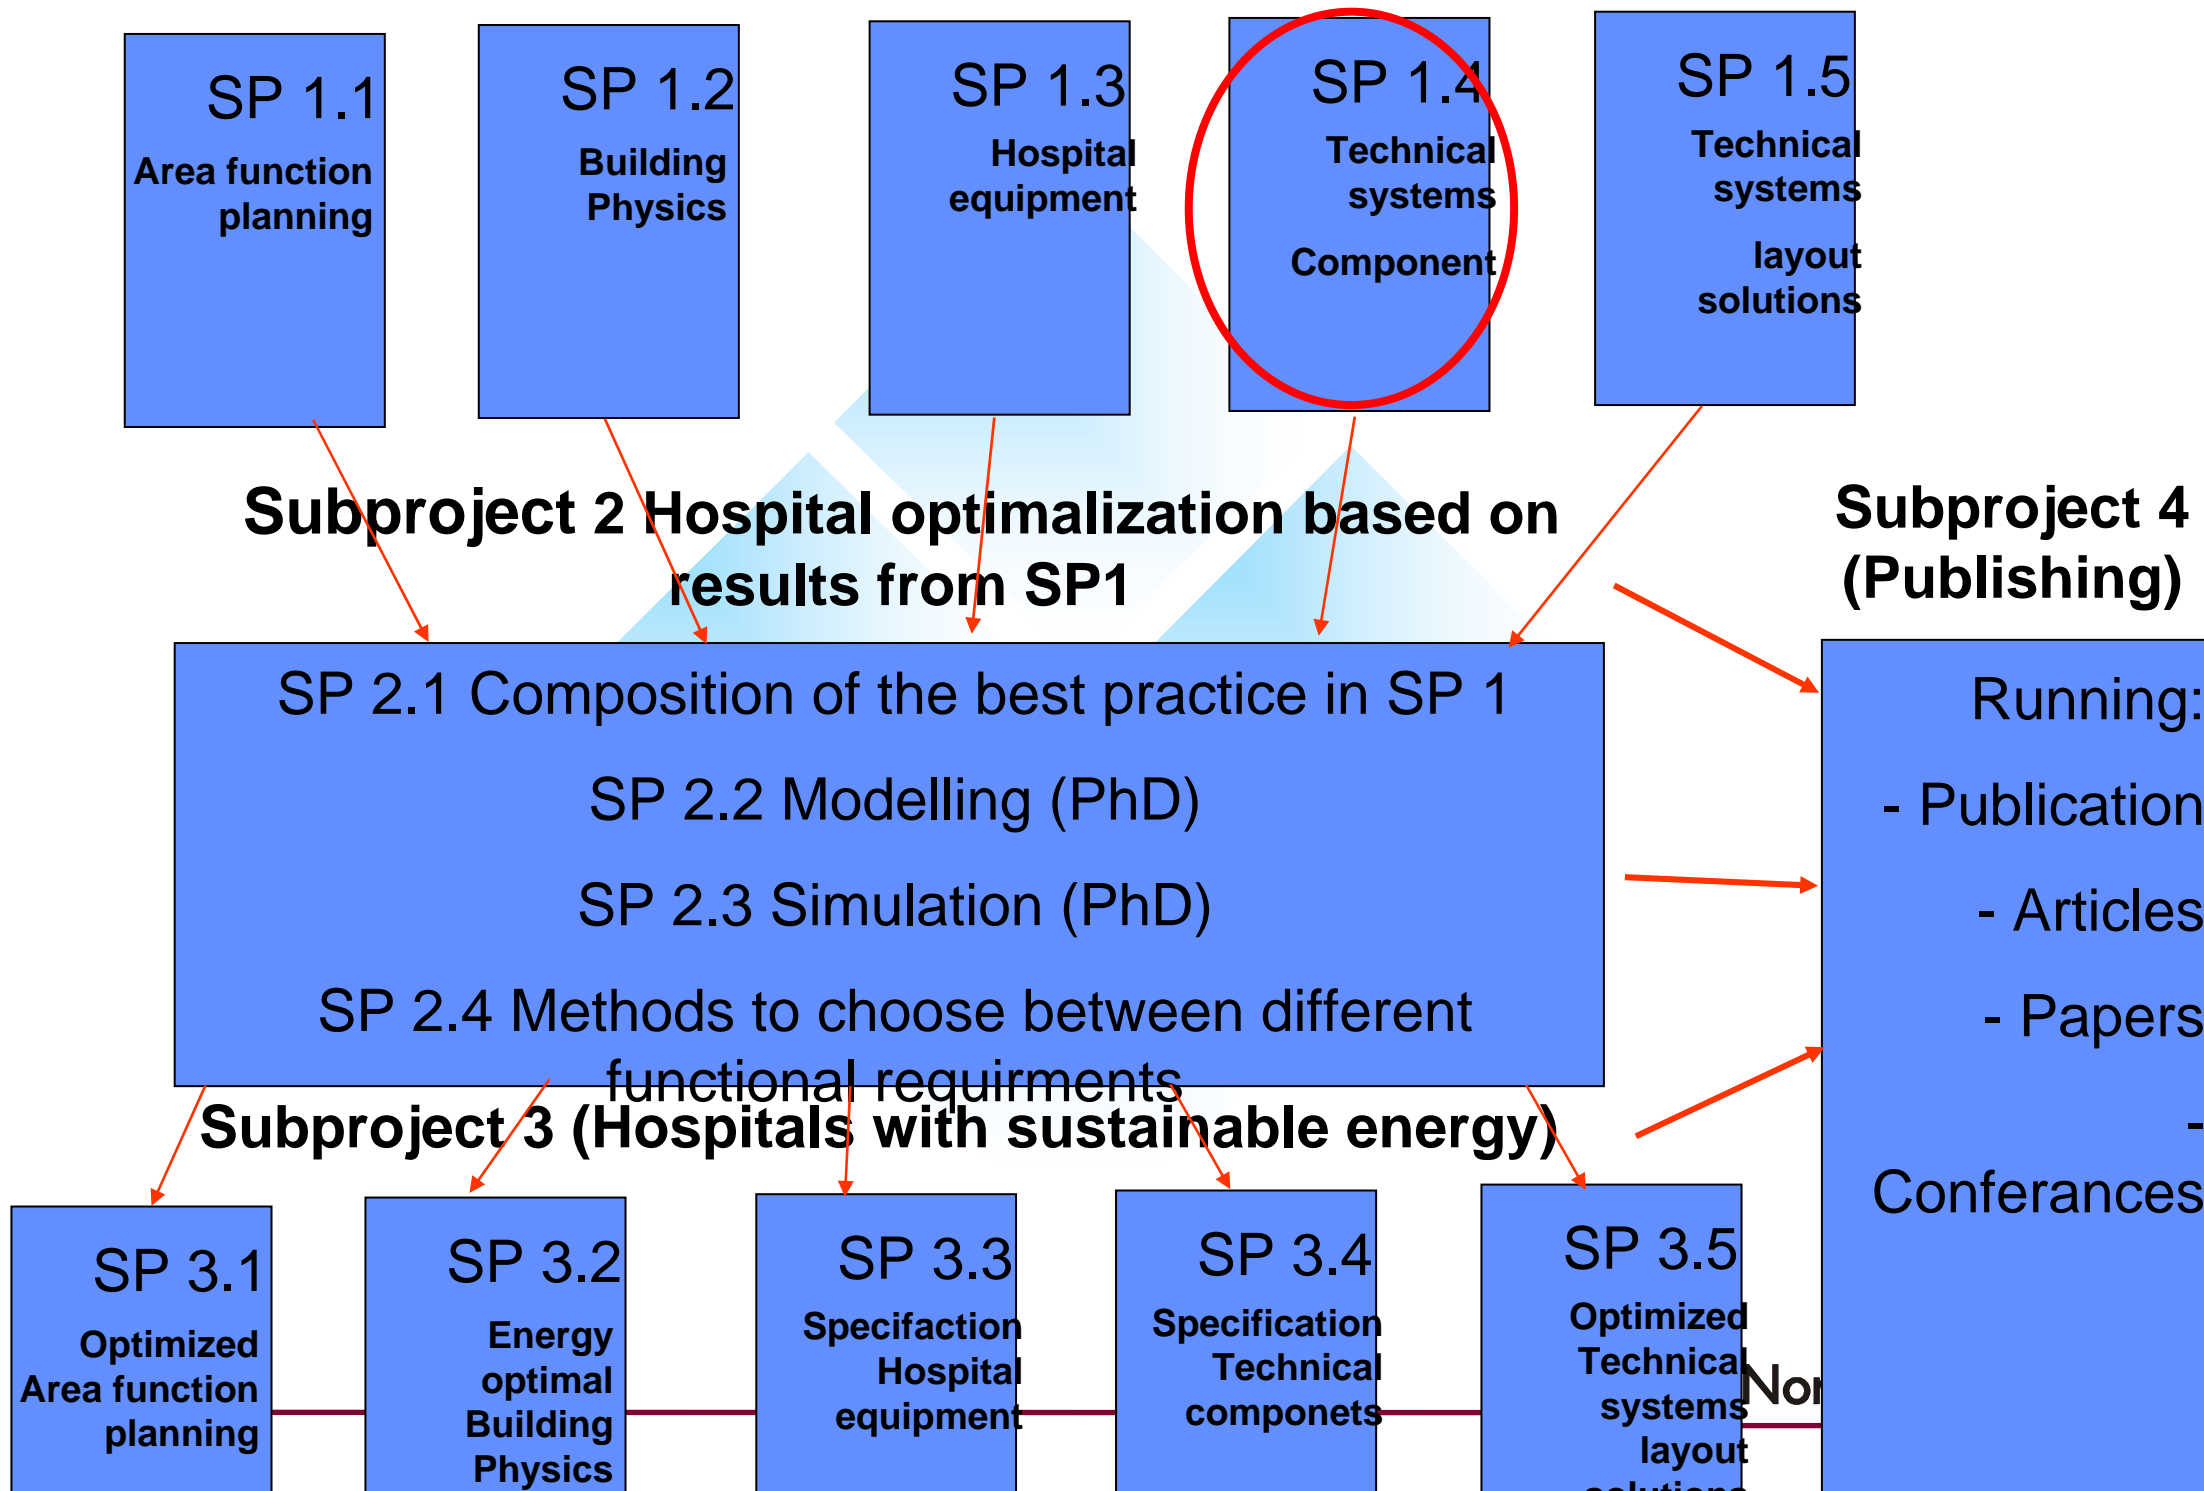 SP 1.1
Area function
planning
SP 1.2
Building
Physics
SP 1.3
Hospital
equipment
SP 1.4
Technical
systems
Component
SP 1.5
Technical
systems
layout
solutions
Subproject 2 Hospital optimalization based on
results from SP1
Subproject 4
(Publishing)
SP 2.1 Composition of the best practice in SP 1
SP 2.2 Modelling (PhD)
SP 2.3 Simulation (PhD)
SP 2.4 Methods to choose between different
functional requirments
Running:
- Publication
- Articles
- Papers
-
Conferances
Subproject 3 (Hospitals with sustainable energy)
SP 3.1
Optimized
Area function
planning
SP 3.2
Energy
optimal
Building
Physics
SP 3.3
Specifaction
Hospital
equipment
SP 3.4
Specification
Technical
componets
SP 3.5
Optimized
Technical
systems
layout
solutions